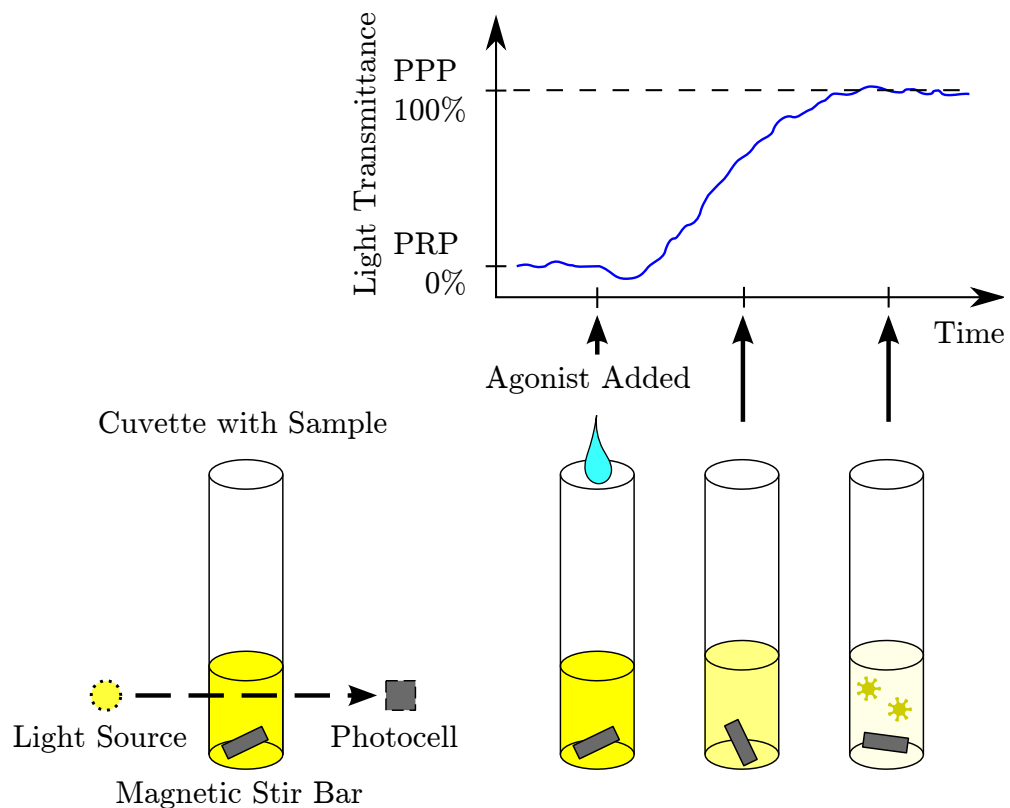 Light Transmittance
PPP
100%
PRP
0%
Time
Agonist Added
Cuvette with Sample
Light Source
Photocell
Magnetic Stir Bar